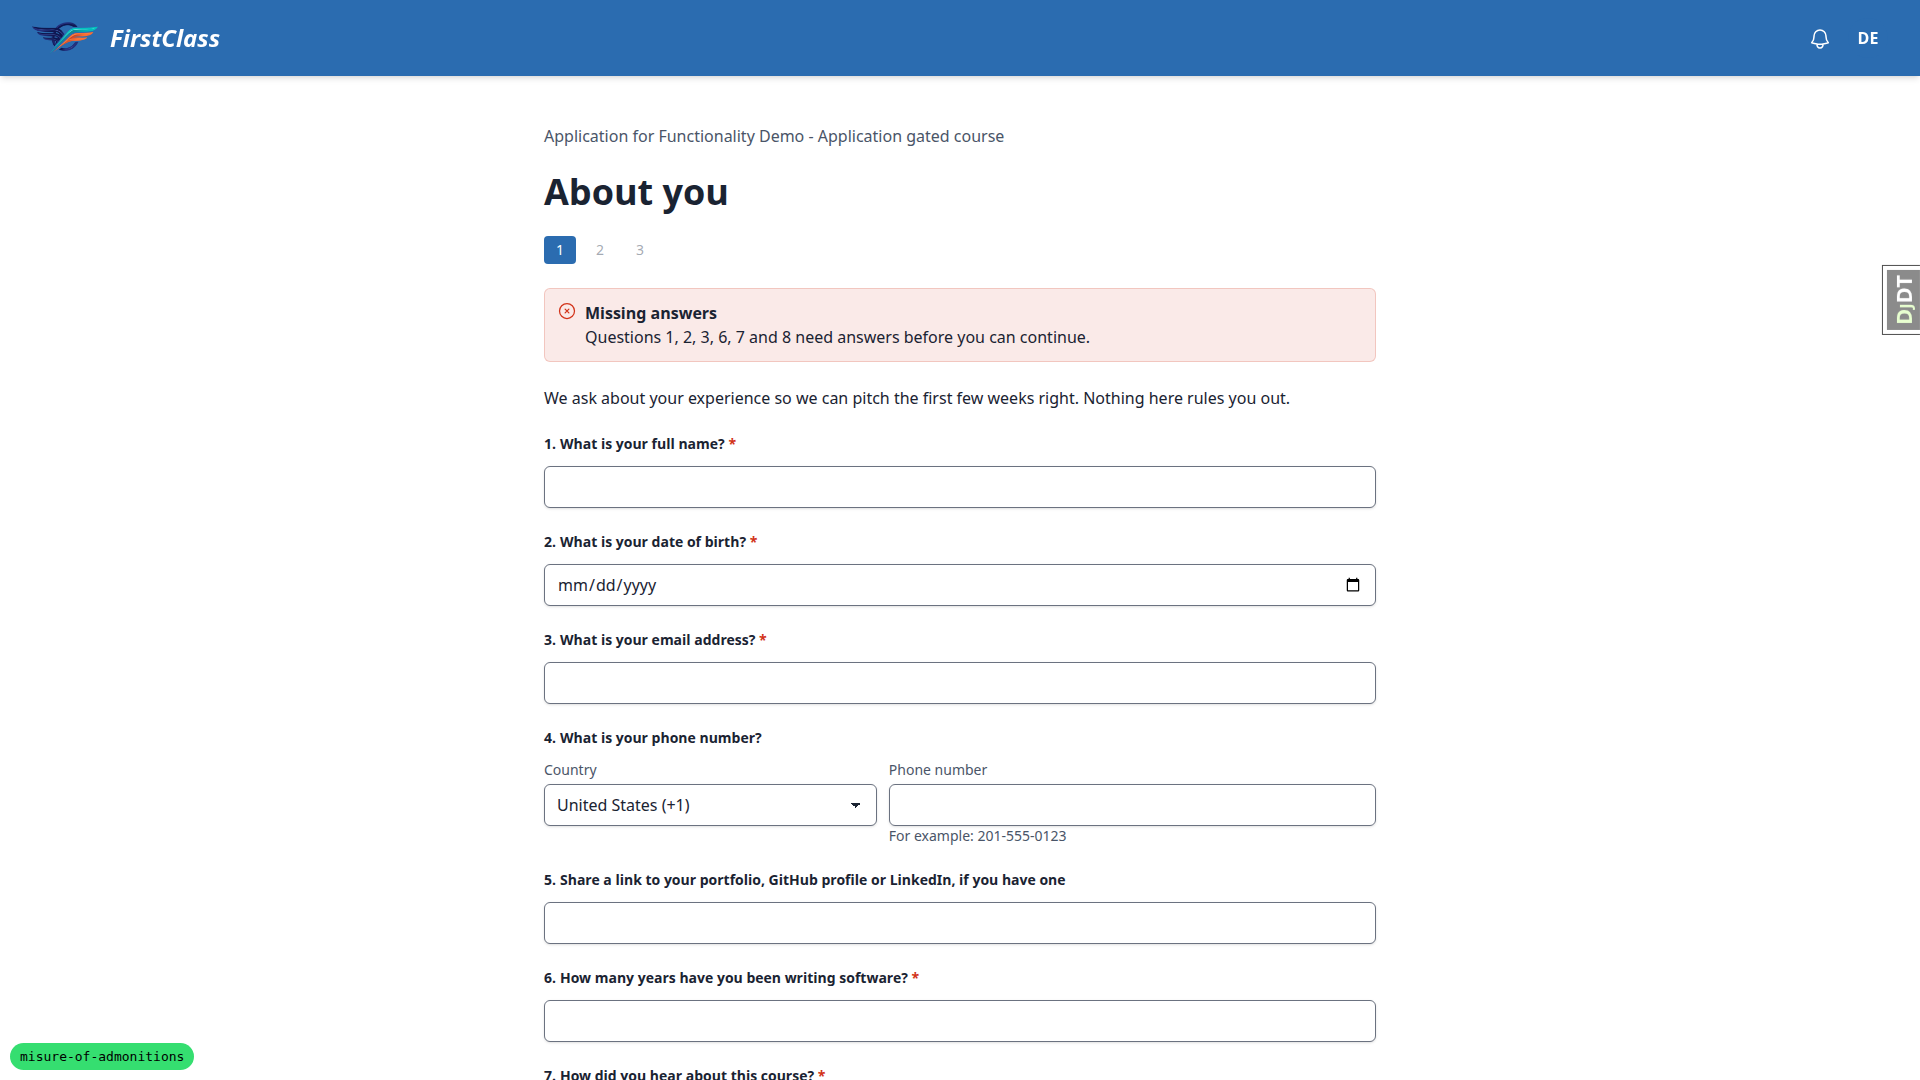 FirstClass
DE
Application for Functionality Demo - Application gated course
About you
1 2 3
Missing answers
Questions 1, 2, 3, 6, 7 and 8 need answers before you can continue.
We ask about your experience so we can pitch the first few weeks right. Nothing here rules you out.
1. What is your full name? *
2. What is your date of birth? *
mm/dd/yyyy
3. What is your email address? *
4. What is your phone number?
Country
Phone number
United States (+1)
For example: 201-555-0123
5. Share a link to your portfolio, GitHub profile or LinkedIn, if you have one
6. How many years have you been writing software? *
7. How did you hear about this course? *
DJDT
misure-of-admonitions